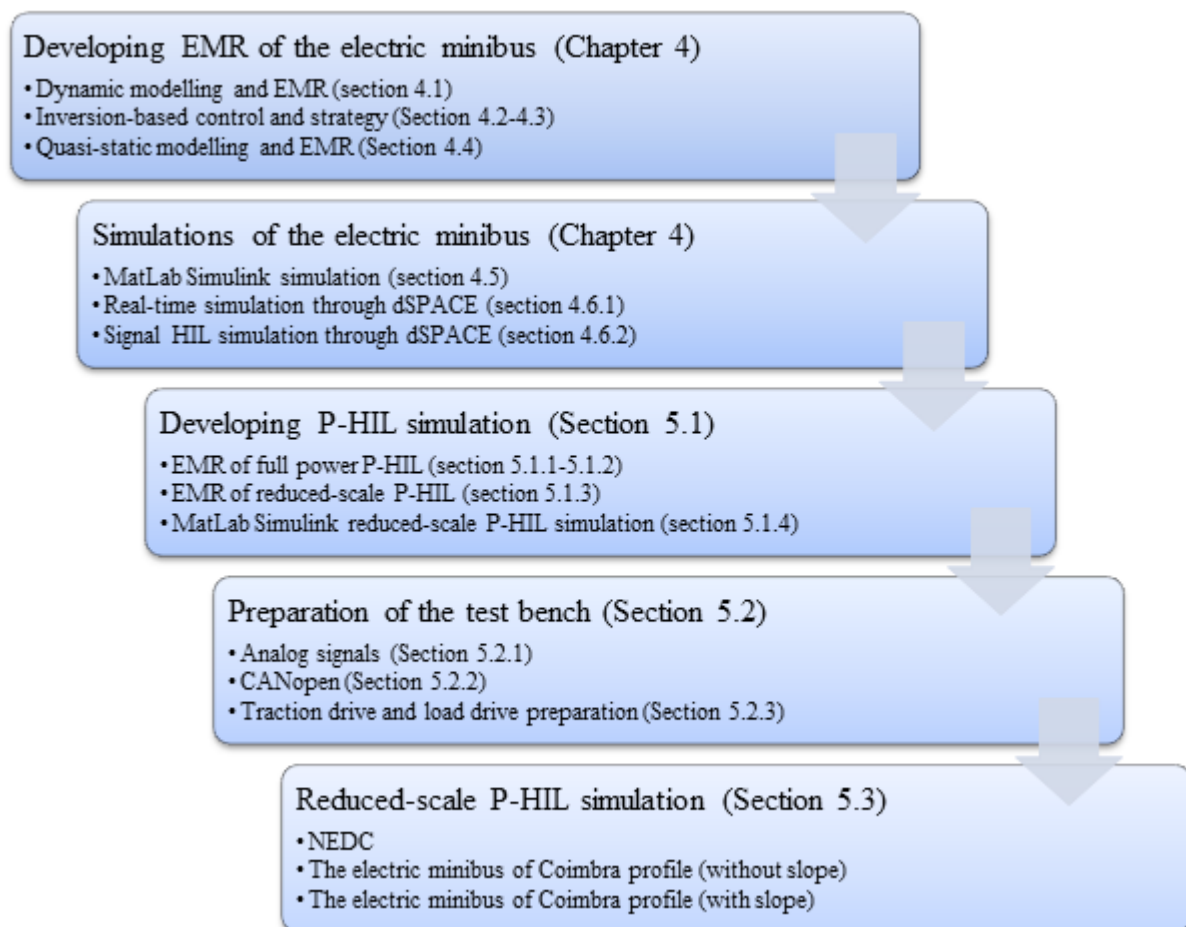 Developing EMR of the electric minibus (Chapter 4)
• Dynamic modelling and EMR (section 4.1)
• Inversion-based control and strategy (Section 4.2-4.3)
• Quasi-static modelling and EMR (Section 4.4)
Simulations of the electric minibus (Chapter 4)
• MatLab Simulink simulation (section 4.5)
• Real-time simulation through dSPACE (section 4.6.1)
• Signal HIL simulation through dSPACE (section 4.6.2)
Developing P-HIL simulation (Section 5.1)
• EMR of full power P-HIL (section 5.1.1-5.1.2)
• EMR of reduced-scale P-HIL (section 5.1.3)
• MatLab Simulink reduced-scale P-HIL simulation (section 5.1.4)
Preparation of the test bench (Section 5.2)
• Analog signals (Section 5.2.1)
• CANopen (Section 5.2.2)
• Traction drive and load drive preparation (Section 5.2.3)
Reduced-scale P-HIL simulation (Section 5.3)
• NEDC
• The electric minibus of Coimbra profile (without slope)
• The electric minibus of Coimbra profile (with slope)